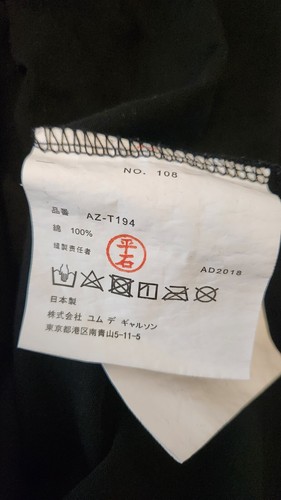 NO. 108
品番 AZ-T194
綿 100%
縫製責任者 平石
AD2018
日本製
株式会社 コム デ ギャルソン
東京都港区南青山5-11-5